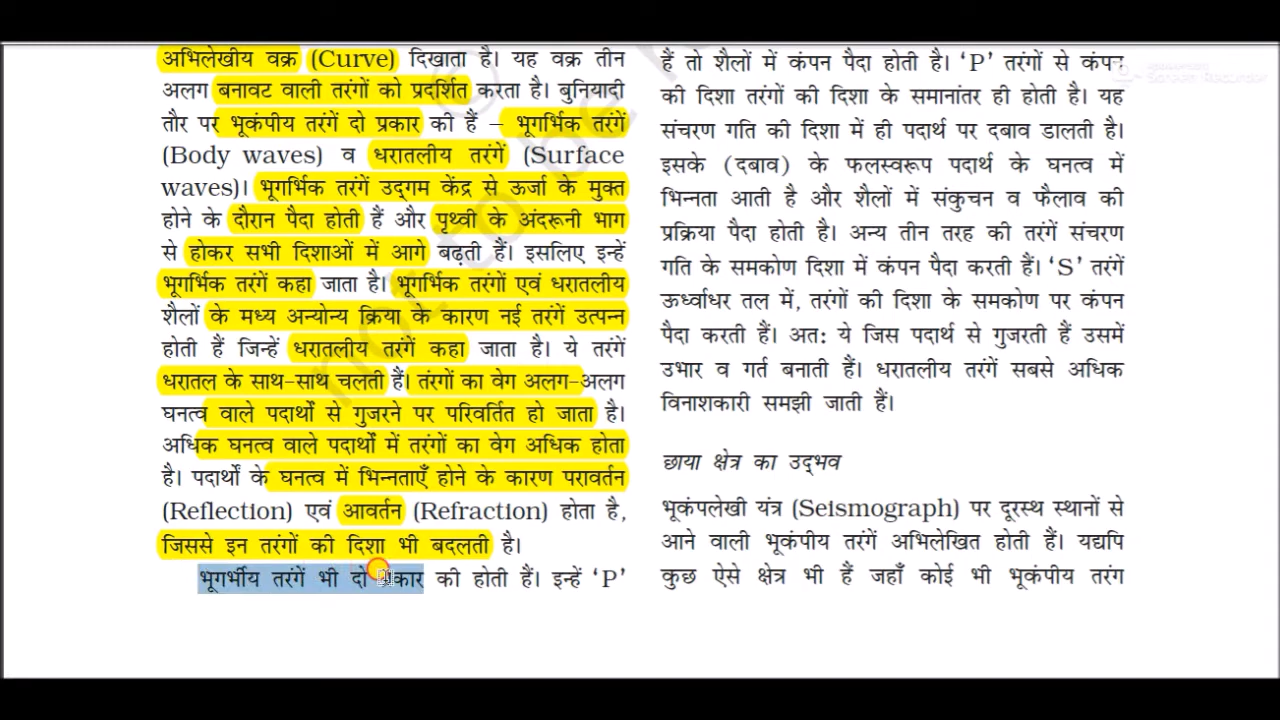 अभिलेखीय वक्र (Curve) दिखाता है। यह वक्र तीन
अलग बनावट वाली तरंगों को प्रदर्शित करता है। बुनियादी
तौर पर भूकंपीय तरंगें दो प्रकार की हैं – भूगर्भिक तरंगें
(Body waves) व धरातलीय तरंगें (Surface
waves)। भूगर्भिक तरंगें उद्गम केंद्र से ऊर्जा के मुक्त
होने के दौरान पैदा होती हैं और पृथ्वी के अंदरूनी भाग
से होकर सभी दिशाओं में आगे बढ़ती हैं। इसलिए इन्हें
भूगर्भिक तरंगें कहा जाता है। भूगर्भिक तरंगों एवं धरातलीय
शैलों के मध्य अन्योन्य क्रिया के कारण नई तरंगें उत्पन्न
होती हैं जिन्हें धरातलीय तरंगें कहा जाता है। ये तरंगें
धरातल के साथ-साथ चलती हैं। तरंगों का वेग अलग-अलग
घनत्व वाले पदार्थों से गुजरने पर परिवर्तित हो जाता है।
अधिक घनत्व वाले पदार्थों में तरंगों का वेग अधिक होता
है। पदार्थों के घनत्व में भिन्नताएँ होने के कारण परावर्तन
(Reflection) एवं आवर्तन (Refraction) होता है,
जिससे इन तरंगों की दिशा भी बदलती है।
भूगर्भीय तरंगें भी दो प्रकार की होती हैं। इन्हें ‘P’
हैं तो शैलों में कंपन पैदा होती है। ‘P’ तरंगों से कंपन
की दिशा तरंगों की दिशा के समानांतर ही होती है। यह
संचरण गति की दिशा में ही पदार्थ पर दबाव डालती है।
इसके (दबाव) के फलस्वरूप पदार्थ के घनत्व में
भिन्नता आती है और शैलों में संकुचन व फैलाव की
प्रक्रिया पैदा होती है। अन्य तीन तरह की तरंगें संचरण
गति के समकोण दिशा में कंपन पैदा करती हैं। ‘S’ तरंगें
ऊर्ध्वाधर तल में, तरंगों की दिशा के समकोण पर कंपन
पैदा करती हैं। अतः ये जिस पदार्थ से गुजरती हैं उसमें
उभार व गर्त बनाती हैं। धरातलीय तरंगें सबसे अधिक
विनाशकारी समझी जाती हैं।
छाया क्षेत्र का उद्भव
भूकंपलेखी यंत्र (Seismograph) पर दूरस्थ स्थानों से
आने वाली भूकंपीय तरंगें अभिलेखित होती हैं। यद्यपि
कुछ ऐसे क्षेत्र भी हैं जहाँ कोई भी भूकंपीय तरंग
not to be
Screen Recorder